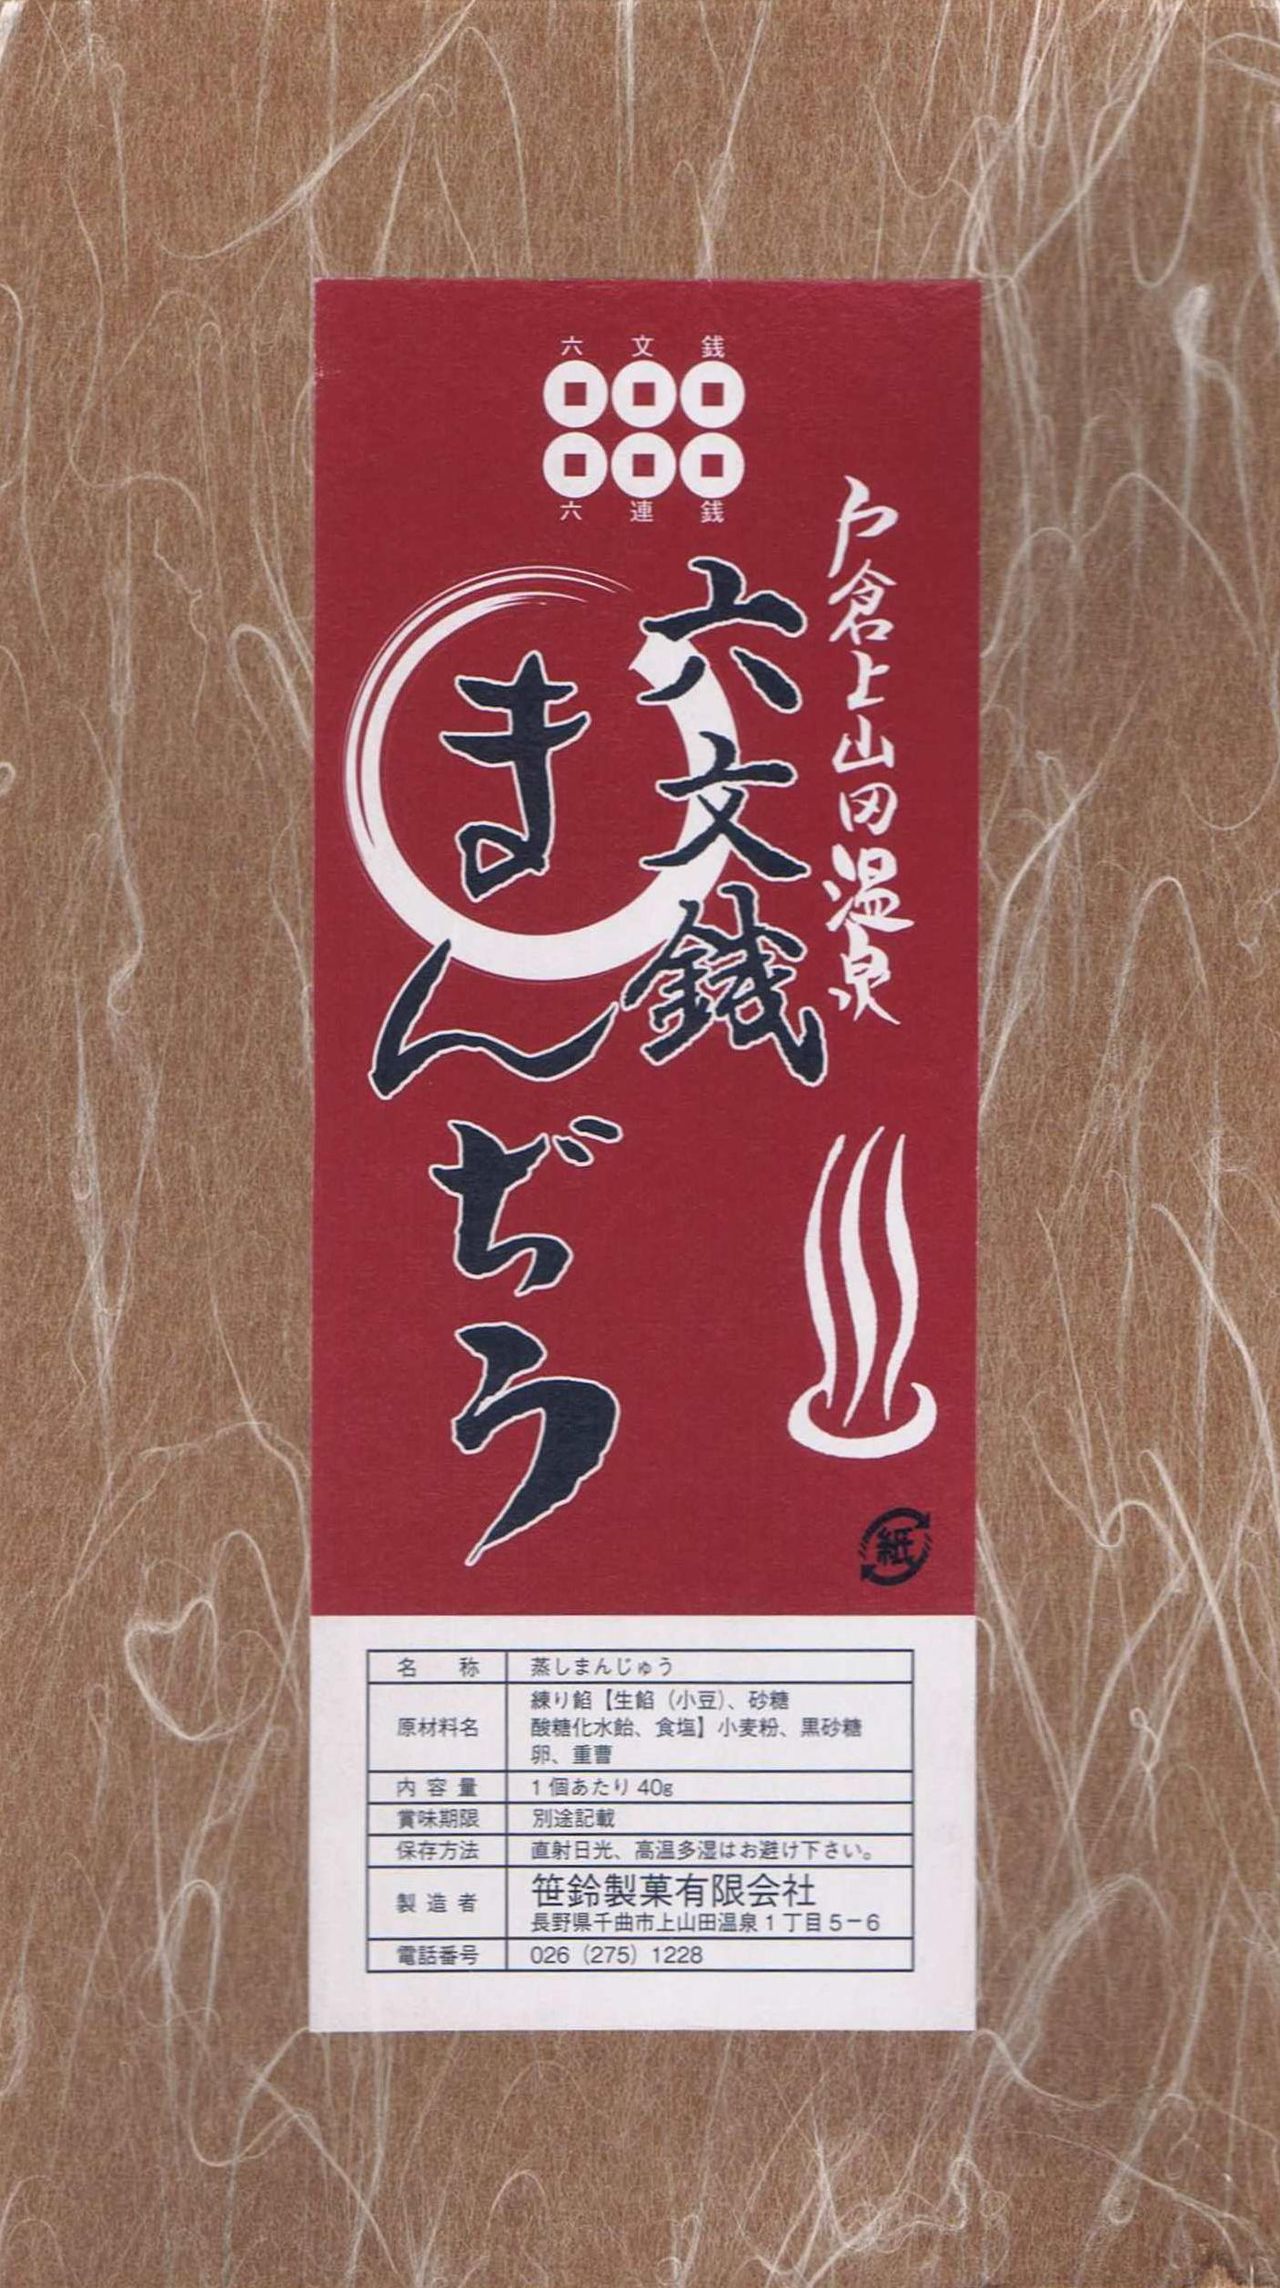 六文銭
六連銭
戸倉上山田温泉
六文銭
まんぢう
紙
名称 蒸しまんじゅう
原材料名 練り餡【生餡（小豆）、砂糖
酸糖化水飴、食塩】小麦粉、黒砂糖
卵、重曹
内容量 1個あたり40g
賞味期限 別途記載
保存方法 直射日光、高温多湿はお避け下さい。
製造者 笹鈴製菓有限会社
長野県千曲市上山田温泉1丁目5−6
電話番号 026（275）1228